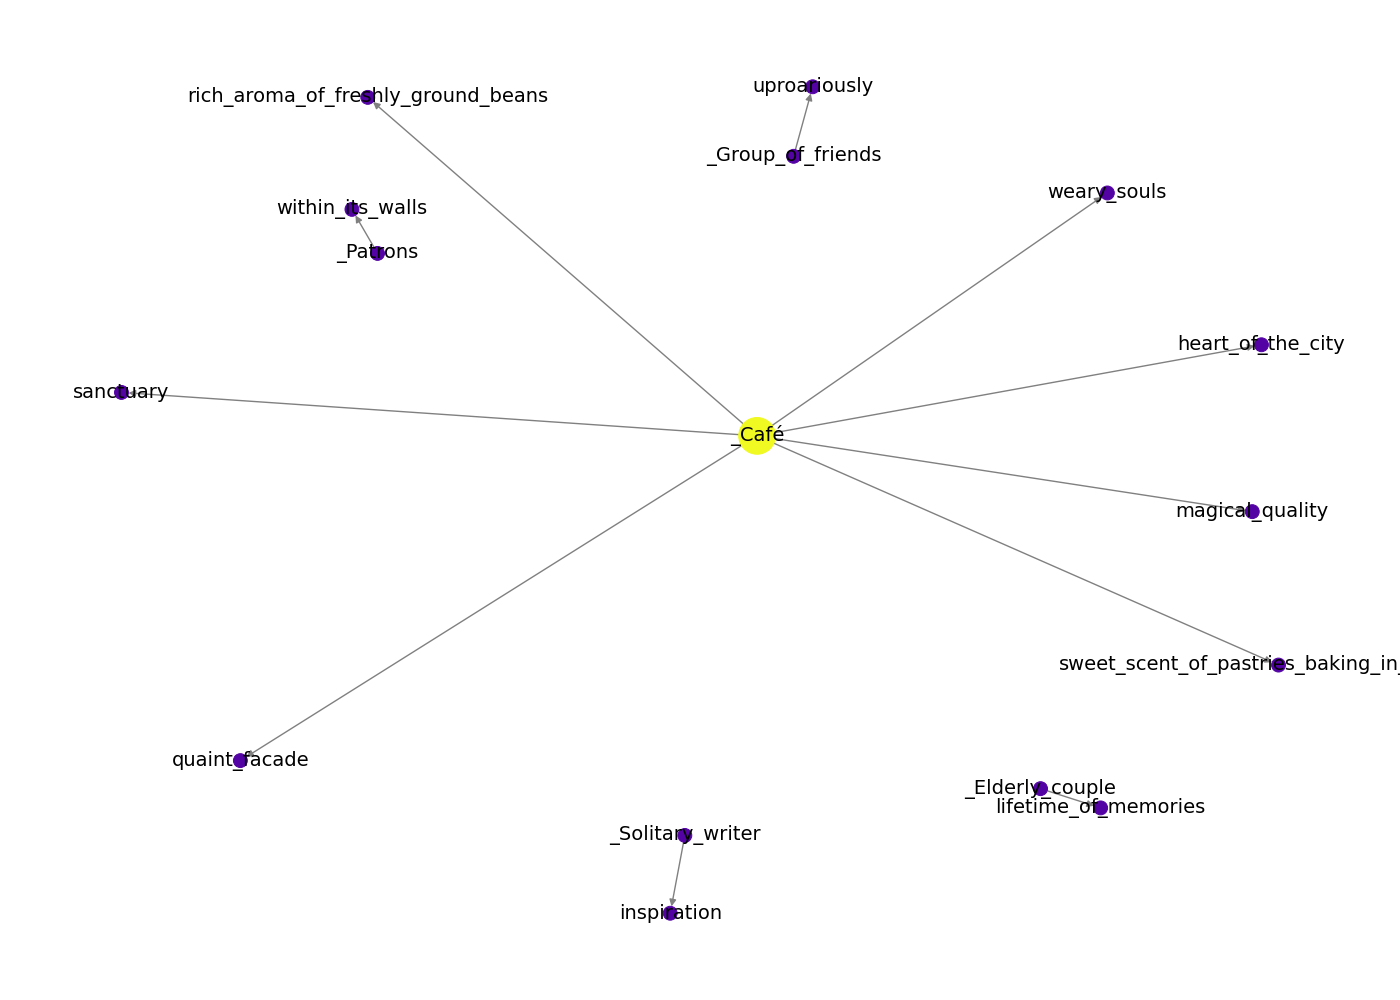 uproariously
rich_aroma_of_freshly_ground_beans
_Group_of_friends
weary_souls
within_its_walls
_Patrons
heart_of_the_city
sanctuary
_Café
magical_quality
sweet_scent_of_pastries_baking_in_
quaint_facade
_Elderly_couple
lifetime_of_memories
_Solitary_writer
inspiration